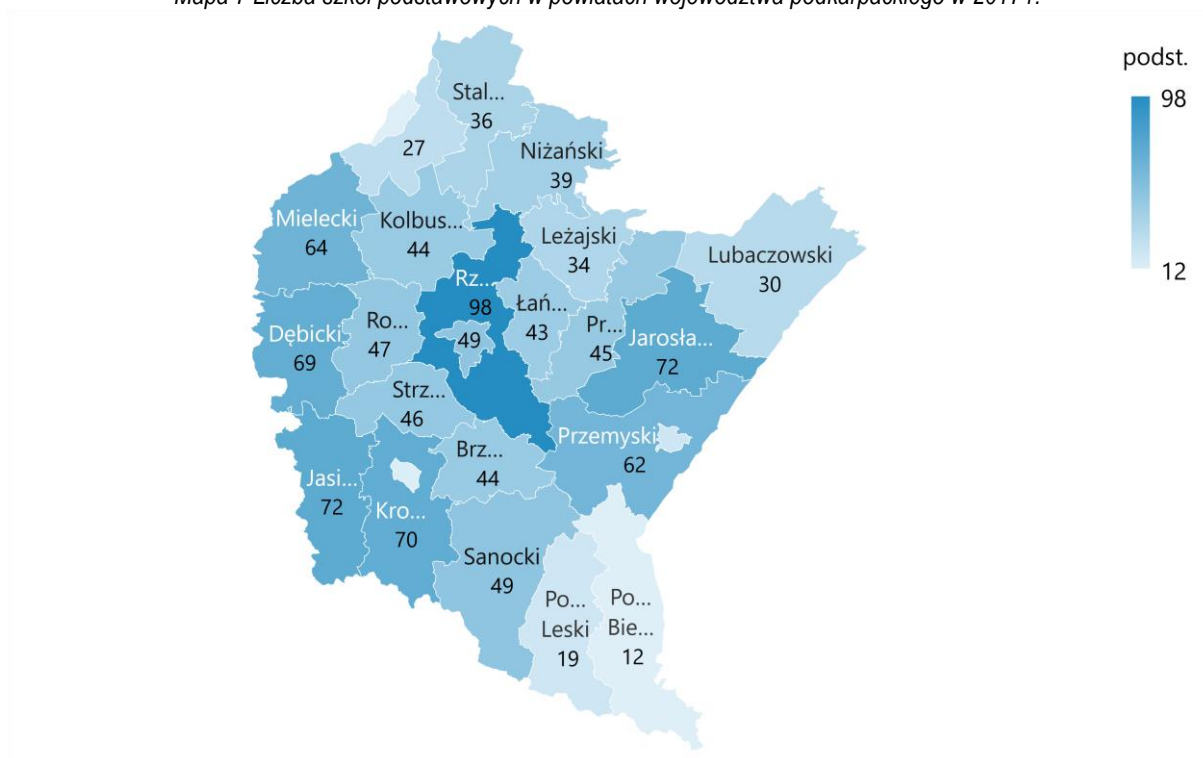 Mapa 1 Liczba szkół podstawowych w powiatach województwa podkarpackiego w 2017 r.
podst.
98
12
Stal...
36
27
Niżański
39
Mielecki
64
Kolbus...
44
Leżajski
34
Lubaczowski
30
Rz...
98
Łań...
43
Pr...
45
Jarosła...
72
Dębicki
69
Ro...
47
49
Strz...
46
Przemyski
62
Brz...
44
Jasi...
72
Kro...
70
Sanocki
49
Po...
Leski
19
Po...
Bie...
12